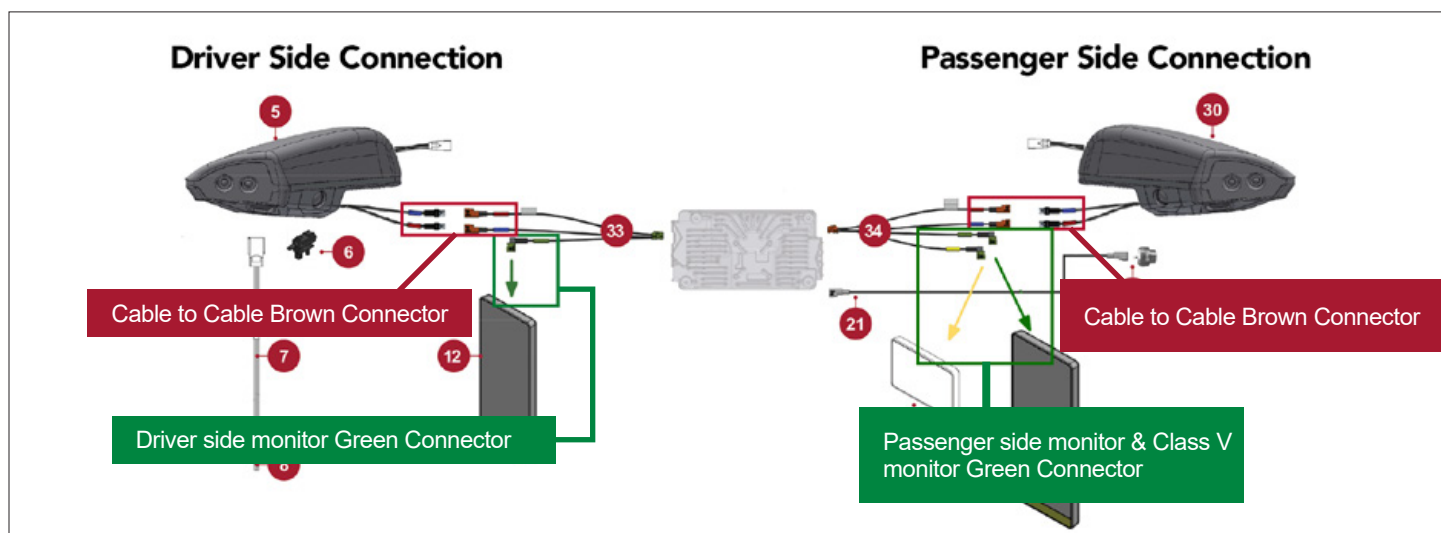 Driver Side Connection
Passenger Side Connection
5
30
33
34
6
Cable to Cable Brown Connector
21
Cable to Cable Brown Connector
7
12
Driver side monitor Green Connector
Passenger side monitor & Class V
monitor Green Connector
8